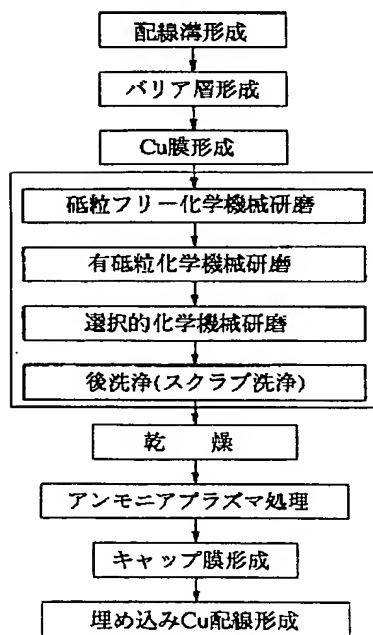 配線溝形成
バリア層形成
Cu膜形成
砥粒フリー化学機械研磨
有砥粒化学機械研磨
選択的化学機械研磨
後洗浄(スクラブ洗浄)
乾 燥
アンモニアプラズマ処理
キャップ膜形成
埋め込みCu配線形成